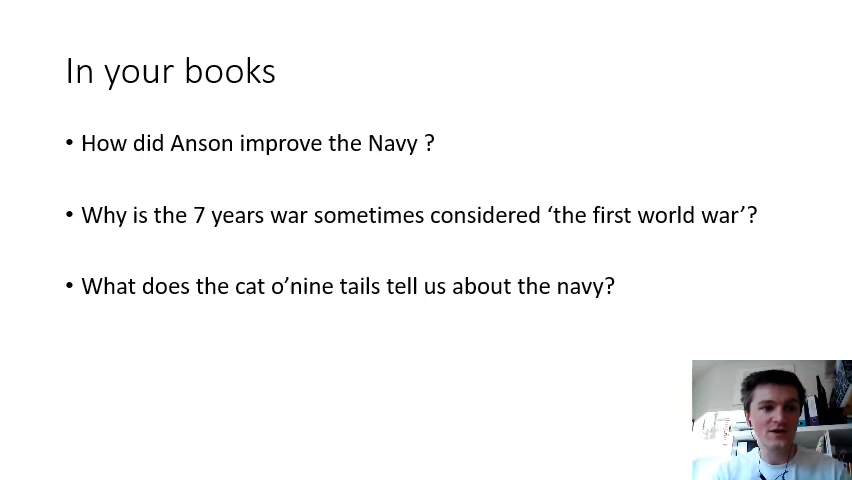 In your books
• How did Anson improve the Navy ?
• Why is the 7 years war sometimes considered ‘the first world war’?
• What does the cat o’nine tails tell us about the navy?